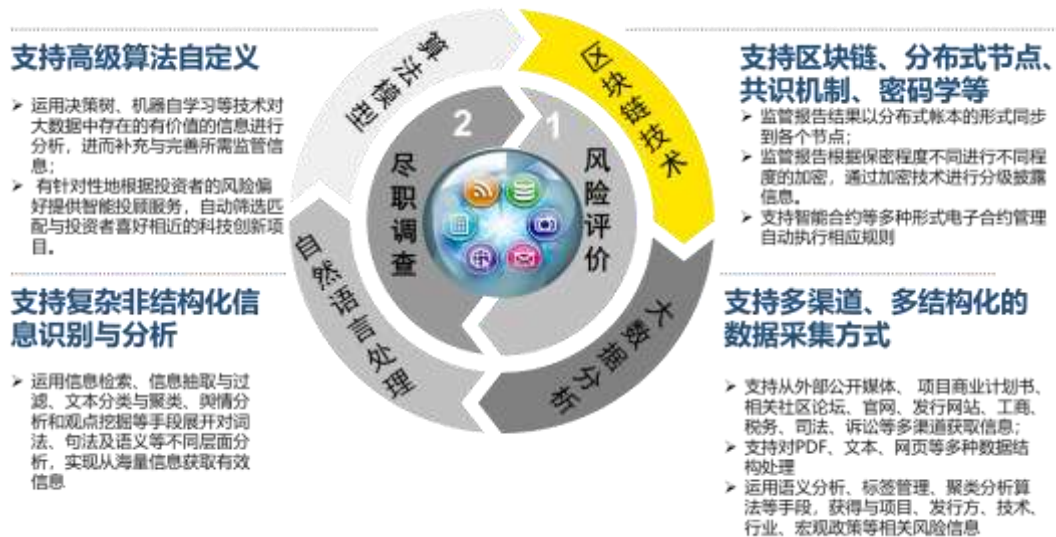 支持高级算法自定义
➢ 运用决策树、机器自学习等技术对
大数据中存在的有价值的信息进行
分析，进而补充与完善所需监管信
息；
➢ 有针对性地根据投资者的风险偏
好提供智能投顾服务，自动筛选匹
配与投资者喜好相近的科技创新项
目。
支持复杂非结构化信
息识别与分析
➢ 运用信息检索、信息抽取与过
滤、文本分类与聚类、舆情分
析和观点挖掘等手段展开对词
法、句法及语义等不同层面分
析，实现从海量信息获取有效
信息
算法模型
区块链技术
自然语言处理
大数据分析
2
尽职调查
1
风险评价
支持区块链、分布式节点、
共识机制、密码学等
➢ 监管报告结果以分布式帐本的形式同步
到各个节点；
➢ 监管报告根据保密程度不同进行不同程
度的加密，通过加密技术进行分级披露
信息。
➢ 支持智能合约等多种形式电子合约管理
自动执行相应规则
支持多渠道、多结构化的
数据采集方式
➢ 支持从外部公开媒体、 项目商业计划书、
相关社区论坛、官网、发行网站、工商、
税务、司法、诉讼等多渠道获取信息；
➢ 支持对PDF、文本、网页等多种数据结
构处理
➢ 运用语义分析、标签管理、聚类分析算
法等手段，获得与项目、发行方、技术、
行业、宏观政策等相关风险信息